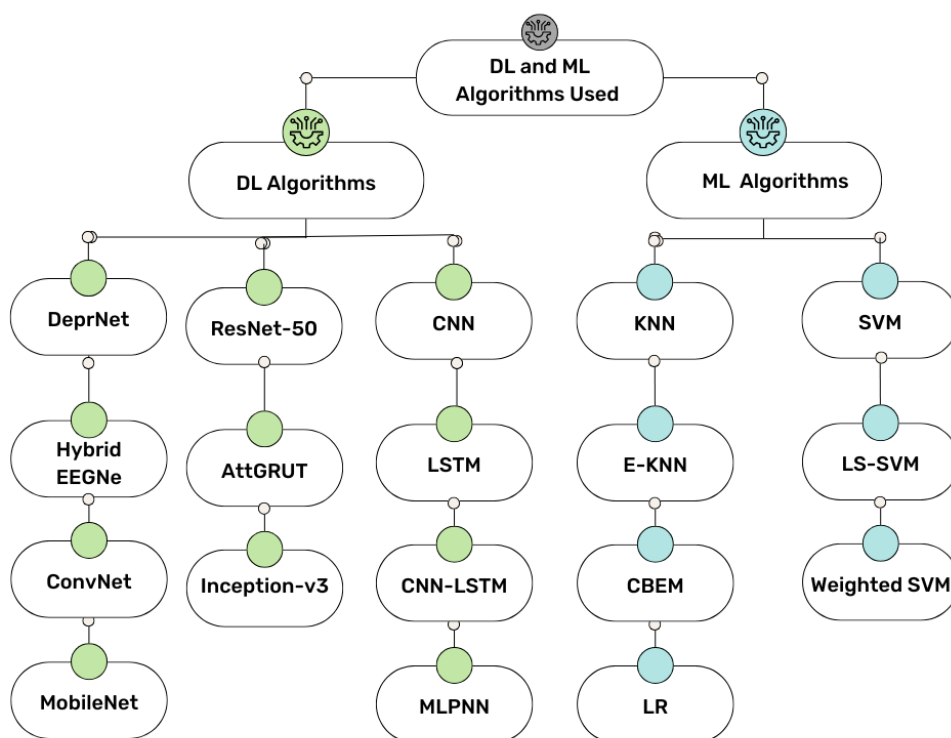 DL and ML
Algorithms Used
DL Algorithms
ML Algorithms
DeprNet
ResNet-50
CNN
KNN
SVM
Hybrid
EEGNe
AttGRUT
LSTM
E-KNN
LS-SVM
ConvNet
Inception-v3
CNN-LSTM
CBEM
Weighted SVM
MobileNet
MLPNN
LR